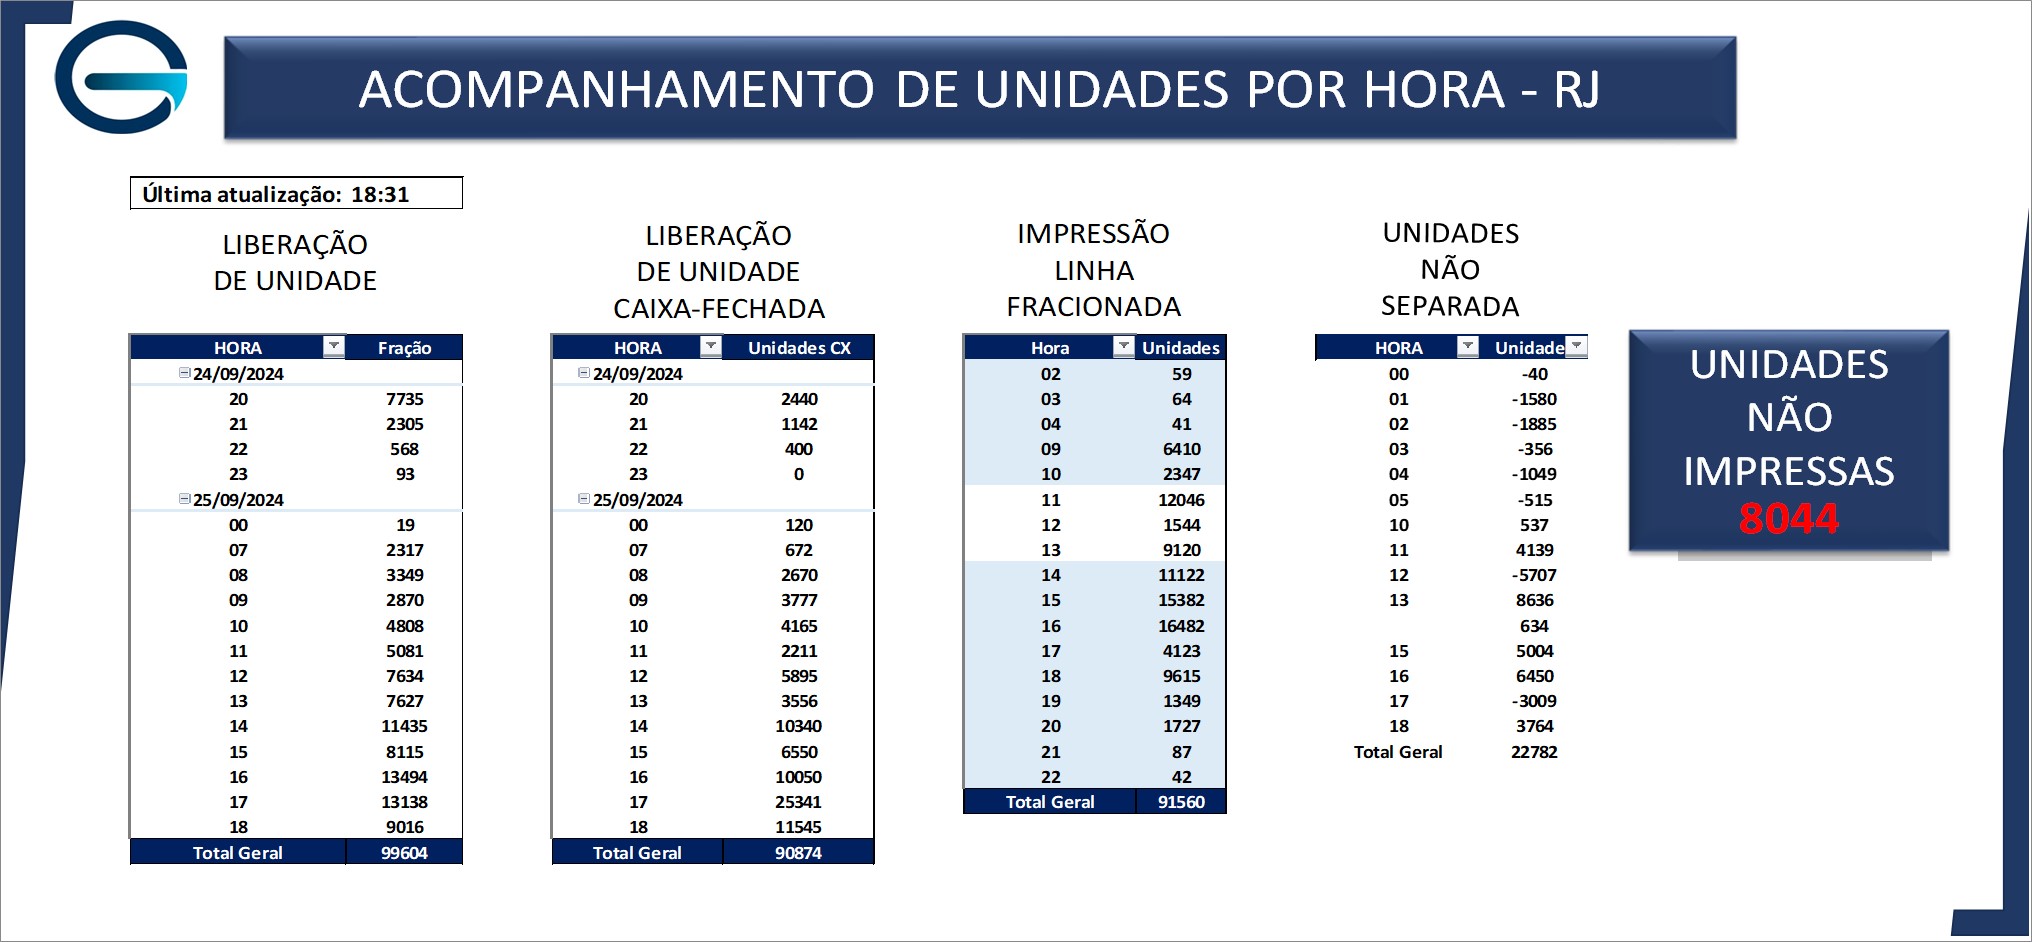 ACOMPANHAMENTO DE UNIDADES POR HORA - RJ
Última atualização: 18:31
LIBERAÇÃO
DE UNIDADE
HORA Fração
24/09/2024
20 7735
21 2305
22 568
23 93
25/09/2024
00 19
07 2317
08 3349
09 2870
10 4808
11 5081
12 7634
13 7627
14 11435
15 8115
16 13494
17 13138
18 9016
Total Geral 99604
LIBERAÇÃO
DE UNIDADE
CAIXA-FECHADA
HORA Unidades CX
24/09/2024
20 2440
21 1142
22 400
23 0
25/09/2024
00 120
07 672
08 2670
09 3777
10 4165
11 2211
12 5895
13 3556
14 10340
15 6550
16 10050
17 25341
18 11545
Total Geral 90874
IMPRESSÃO
LINHA
FRACIONADA
Hora Unidades
02 59
03 64
04 41
09 6410
10 2347
11 12046
12 1544
13 9120
14 11122
15 15382
16 16482
17 4123
18 9615
19 1349
20 1727
21 87
22 42
Total Geral 91560
UNIDADES
NÃO
SEPARADA
HORA Unidade
00 -40
01 -1580
02 -1885
03 -356
04 -1049
05 -515
10 537
11 4139
12 -5707
13 8636
634
15 5004
16 6450
17 -3009
18 3764
Total Geral 22782
UNIDADES
NÃO
IMPRESSAS
8044